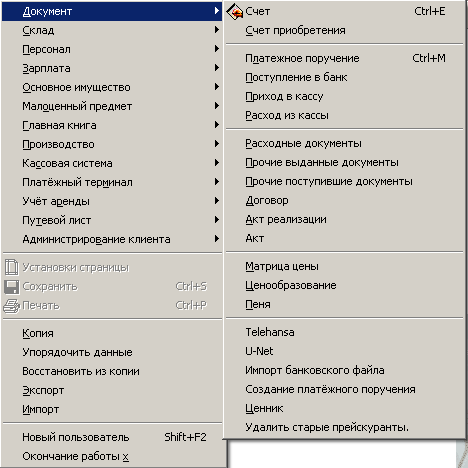 Документ
Склад
Персонал
Зарплата
Основное имущество
Малоценный предмет
Главная книга
Производство
Кассовая система
Платёжный терминал
Учёт аренды
Путевой лист
Администрирование клиента
Установки страницы
Сохранить Ctrl+S
Печать Ctrl+P
Копия
Упорядочить данные
Восстановить из копии
Экспорт
Импорт
Новый пользователь Shift+F2
Окончание работы x
Счет Ctrl+E
Счет приобретения
Платежное поручение Ctrl+M
Поступление в банк
Приход в кассу
Расход из кассы
Расходные документы
Прочие выданные документы
Прочие поступившие документы
Договор
Акт реализации
Акт
Матрица цены
Ценообразование
Пеня
Telehansa
U-Net
Импорт банковского файла
Создание платёжного поручения
Ценник
Удалить старые прейскуранты.